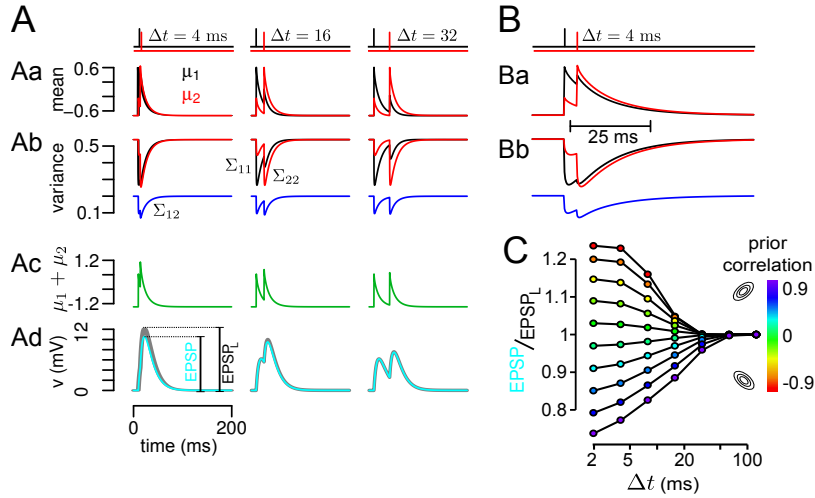 A
Δt = 4 ms
Δt = 16
Δt = 32
Aa
mean
0.6
−0.6
μ1
μ2
Ab
variance
0.5
0.1
Σ11
Σ22
Σ12
Ac
μ1 + μ2
1.2
-1.2
Ad
v (mV)
12
8
4
0
EPSP
EPSPL
0
200
time (ms)
B
Δt = 4 ms
Ba
25 ms
Bb
C
EPSP/EPSPL
1.2
1.1
1
0.9
0.8
2
5
20
100
Δt (ms)
prior
correlation
0.9
0
-0.9